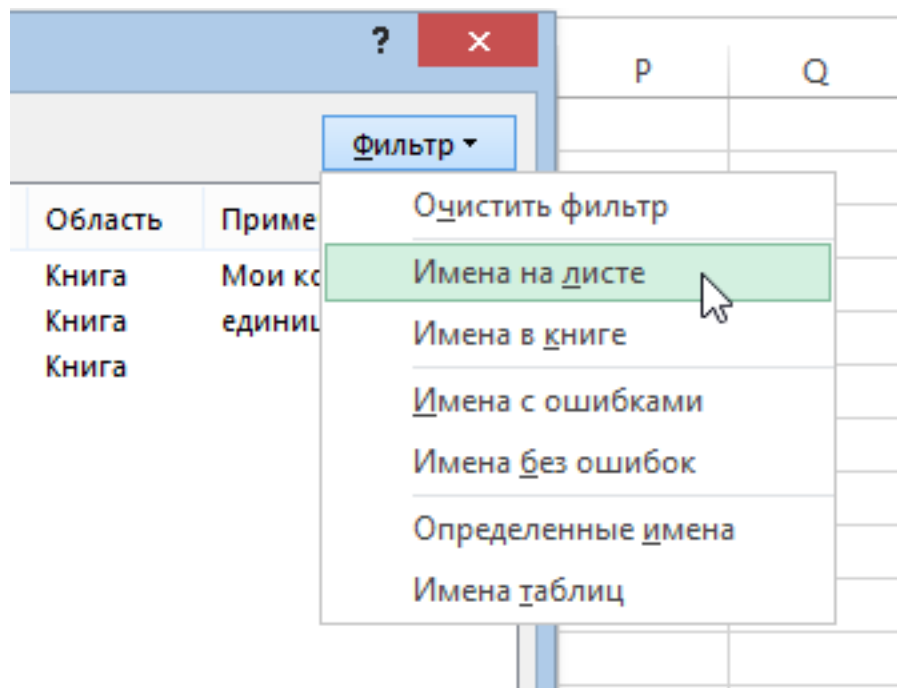 ?
P Q
Фильтр
Область Приме
Книга Мои кс
Книга единиц
Книга
Очистить фильтр
Имена на листе
Имена в книге
Имена с ошибками
Имена без ошибок
Определенные имена
Имена таблиц